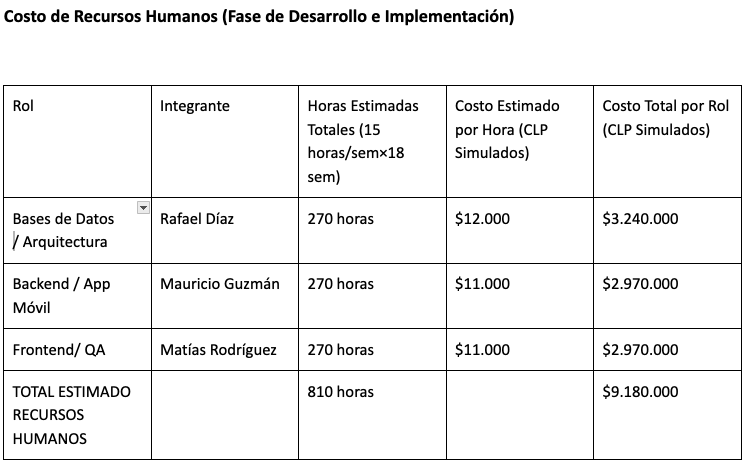 Costo de Recursos Humanos (Fase de Desarrollo e Implementación)
Rol Integrante Horas Estimadas Costo Estimado Costo Total por Rol
Totales (15 por Hora (CLP (CLP Simulados)
horas/sem×18 Simulados)
sem)
Bases de Datos Rafael Díaz 270 horas $12.000 $3.240.000
/ Arquitectura
Backend / App Mauricio Guzmán 270 horas $11.000 $2.970.000
Móvil
Frontend/ QA Matías Rodríguez 270 horas $11.000 $2.970.000
TOTAL ESTIMADO 810 horas $9.180.000
RECURSOS
HUMANOS